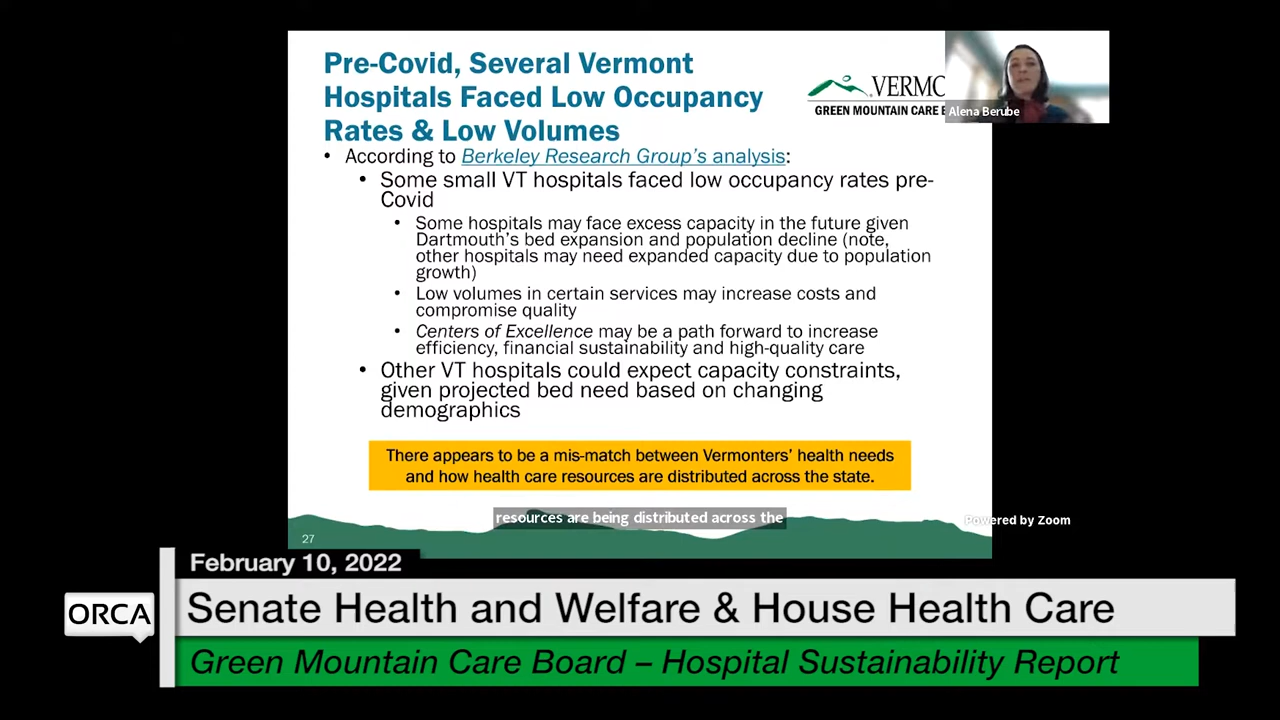 Pre-Covid, Several Vermont
Hospitals Faced Low Occupancy
Rates & Low Volumes
VERMO
GREEN MOUNTAIN CARE B
Alena Berube
• According to Berkeley Research Group's analysis:
• Some small VT hospitals faced low occupancy rates pre-
Covid
• Some hospitals may face excess capacity in the future given
Dartmouth's bed expansion and population decline (note,
other hospitals may need expanded capacity due to population
growth)
• Low volumes in certain services may increase costs and
compromise quality
• Centers of Excellence may be a path forward to increase
efficiency, financial sustainability and high-quality care
• Other VT hospitals could expect capacity constraints,
given projected bed need based on changing
demographics
There appears to be a mis-match between Vermonters' health needs
and how health care resources are distributed across the state.
resources are being distributed across the
Powered by Zoom
27
February 10, 2022
ORCA
Senate Health and Welfare & House Health Care
Green Mountain Care Board – Hospital Sustainability Report